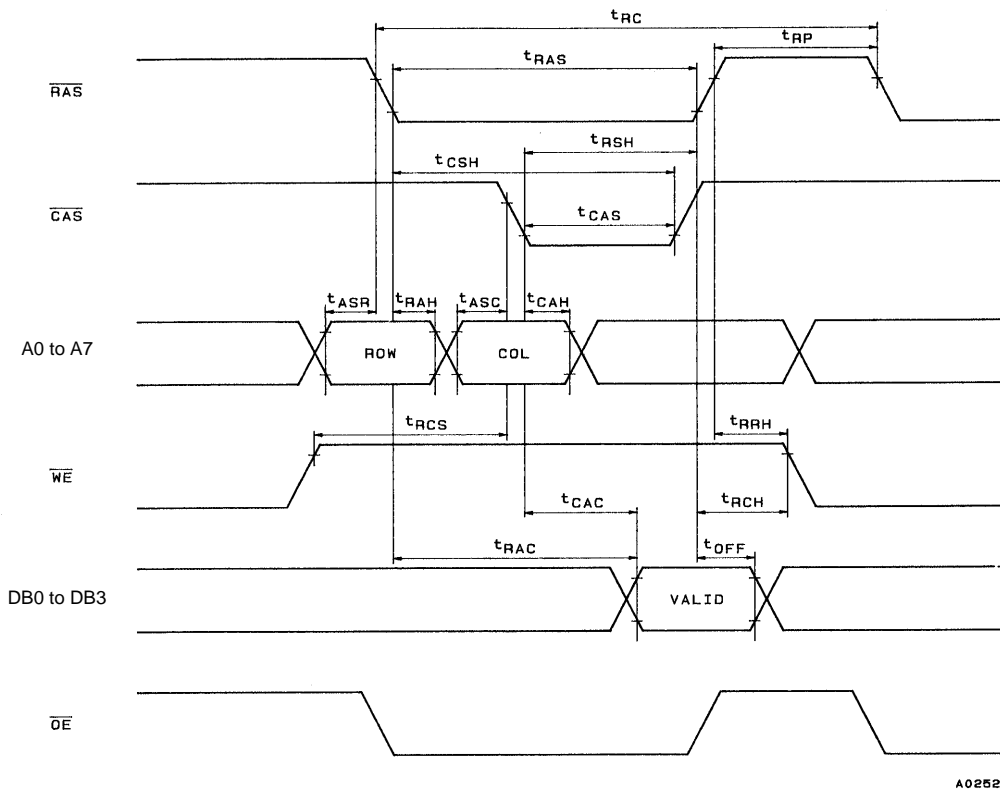 tRC
tRP
tRAS
RAS
tRSH
tCSH
CAS
tCAS
tASR
tRAH
tASC
tCAH
A0 to A7
ROW
COL
tRCS
tRRH
WE
tCAC
tRCH
tRAC
tOFF
DB0 to DB3
VALID
OE
A0252